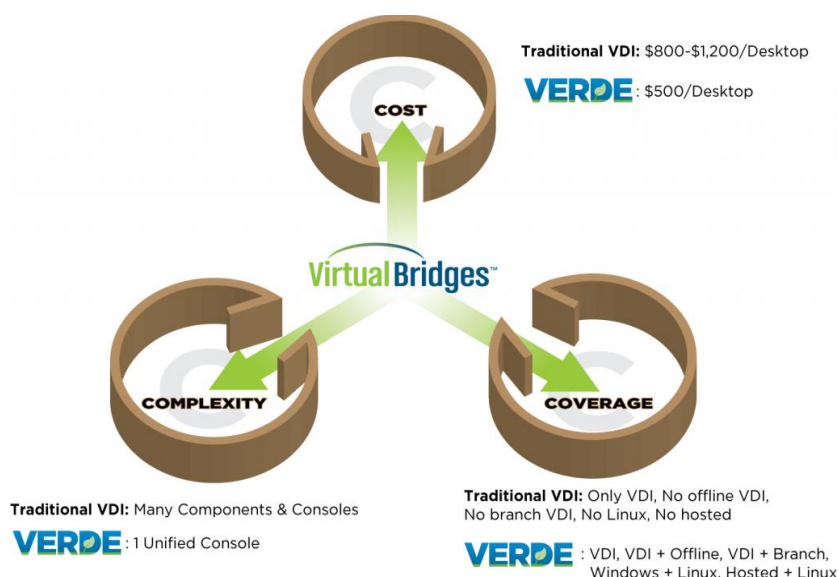 Traditional VDI: $800-$1,200/Desktop
VERDE : $500/Desktop
C
COST
VirtualBridges™
C
COMPLEXITY
C
COVERAGE
Traditional VDI: Many Components & Consoles
VERDE : 1 Unified Console
Traditional VDI: Only VDI, No offline VDI,
No branch VDI, No Linux, No hosted
VERDE : VDI, VDI + Offline, VDI + Branch,
Windows + Linux, Hosted + Linux